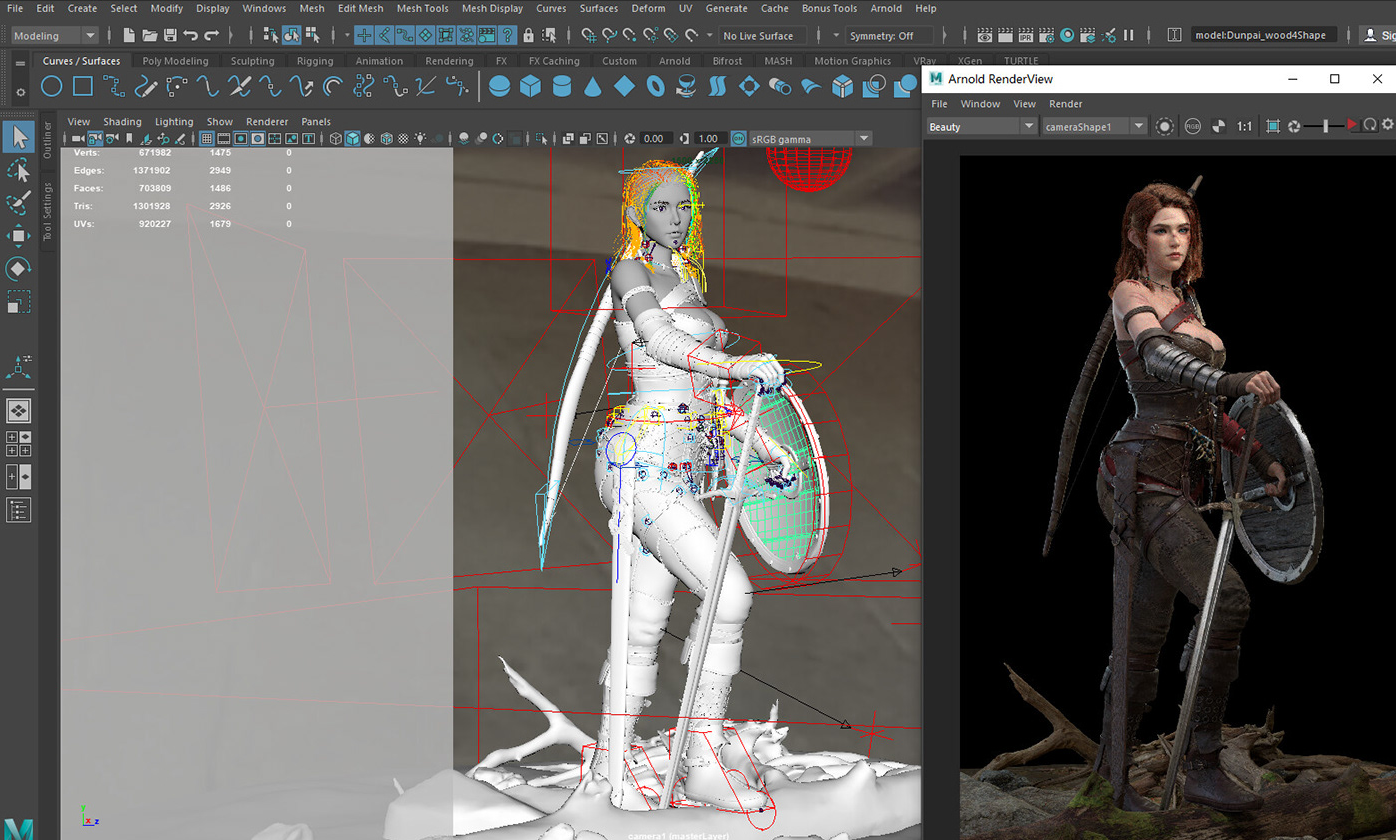 File Edit Create Select Modify Display Windows Mesh Edit Mesh Mesh Tools Mesh Display Curves Surfaces Deform UV Generate Cache Bonus Tools Arnold Help
Modeling No Live Surface Symmetry: Off model:Dunpai_wood4Shape Sig
Curves / Surfaces Poly Modeling Sculpting Rigging Animation Rendering FX FX Caching Custom Arnold Bifrost MASH Motion Graphics VRay XGen TURTLE
Arnold RenderView
File Window View Render
Beauty cameraShape1 RGB 1:1
View Shading Lighting Show Renderer Panels
0.00 1.00 ON sRGB gamma
Outliner
Tool Settings
Verts: 671982 1475 0
Edges: 1371902 2949 0
Faces: 703809 1486 0
Tris: 1301928 2926 0
UVs: 920227 1679 0
y
x z
camera1 (masterLayer)
M